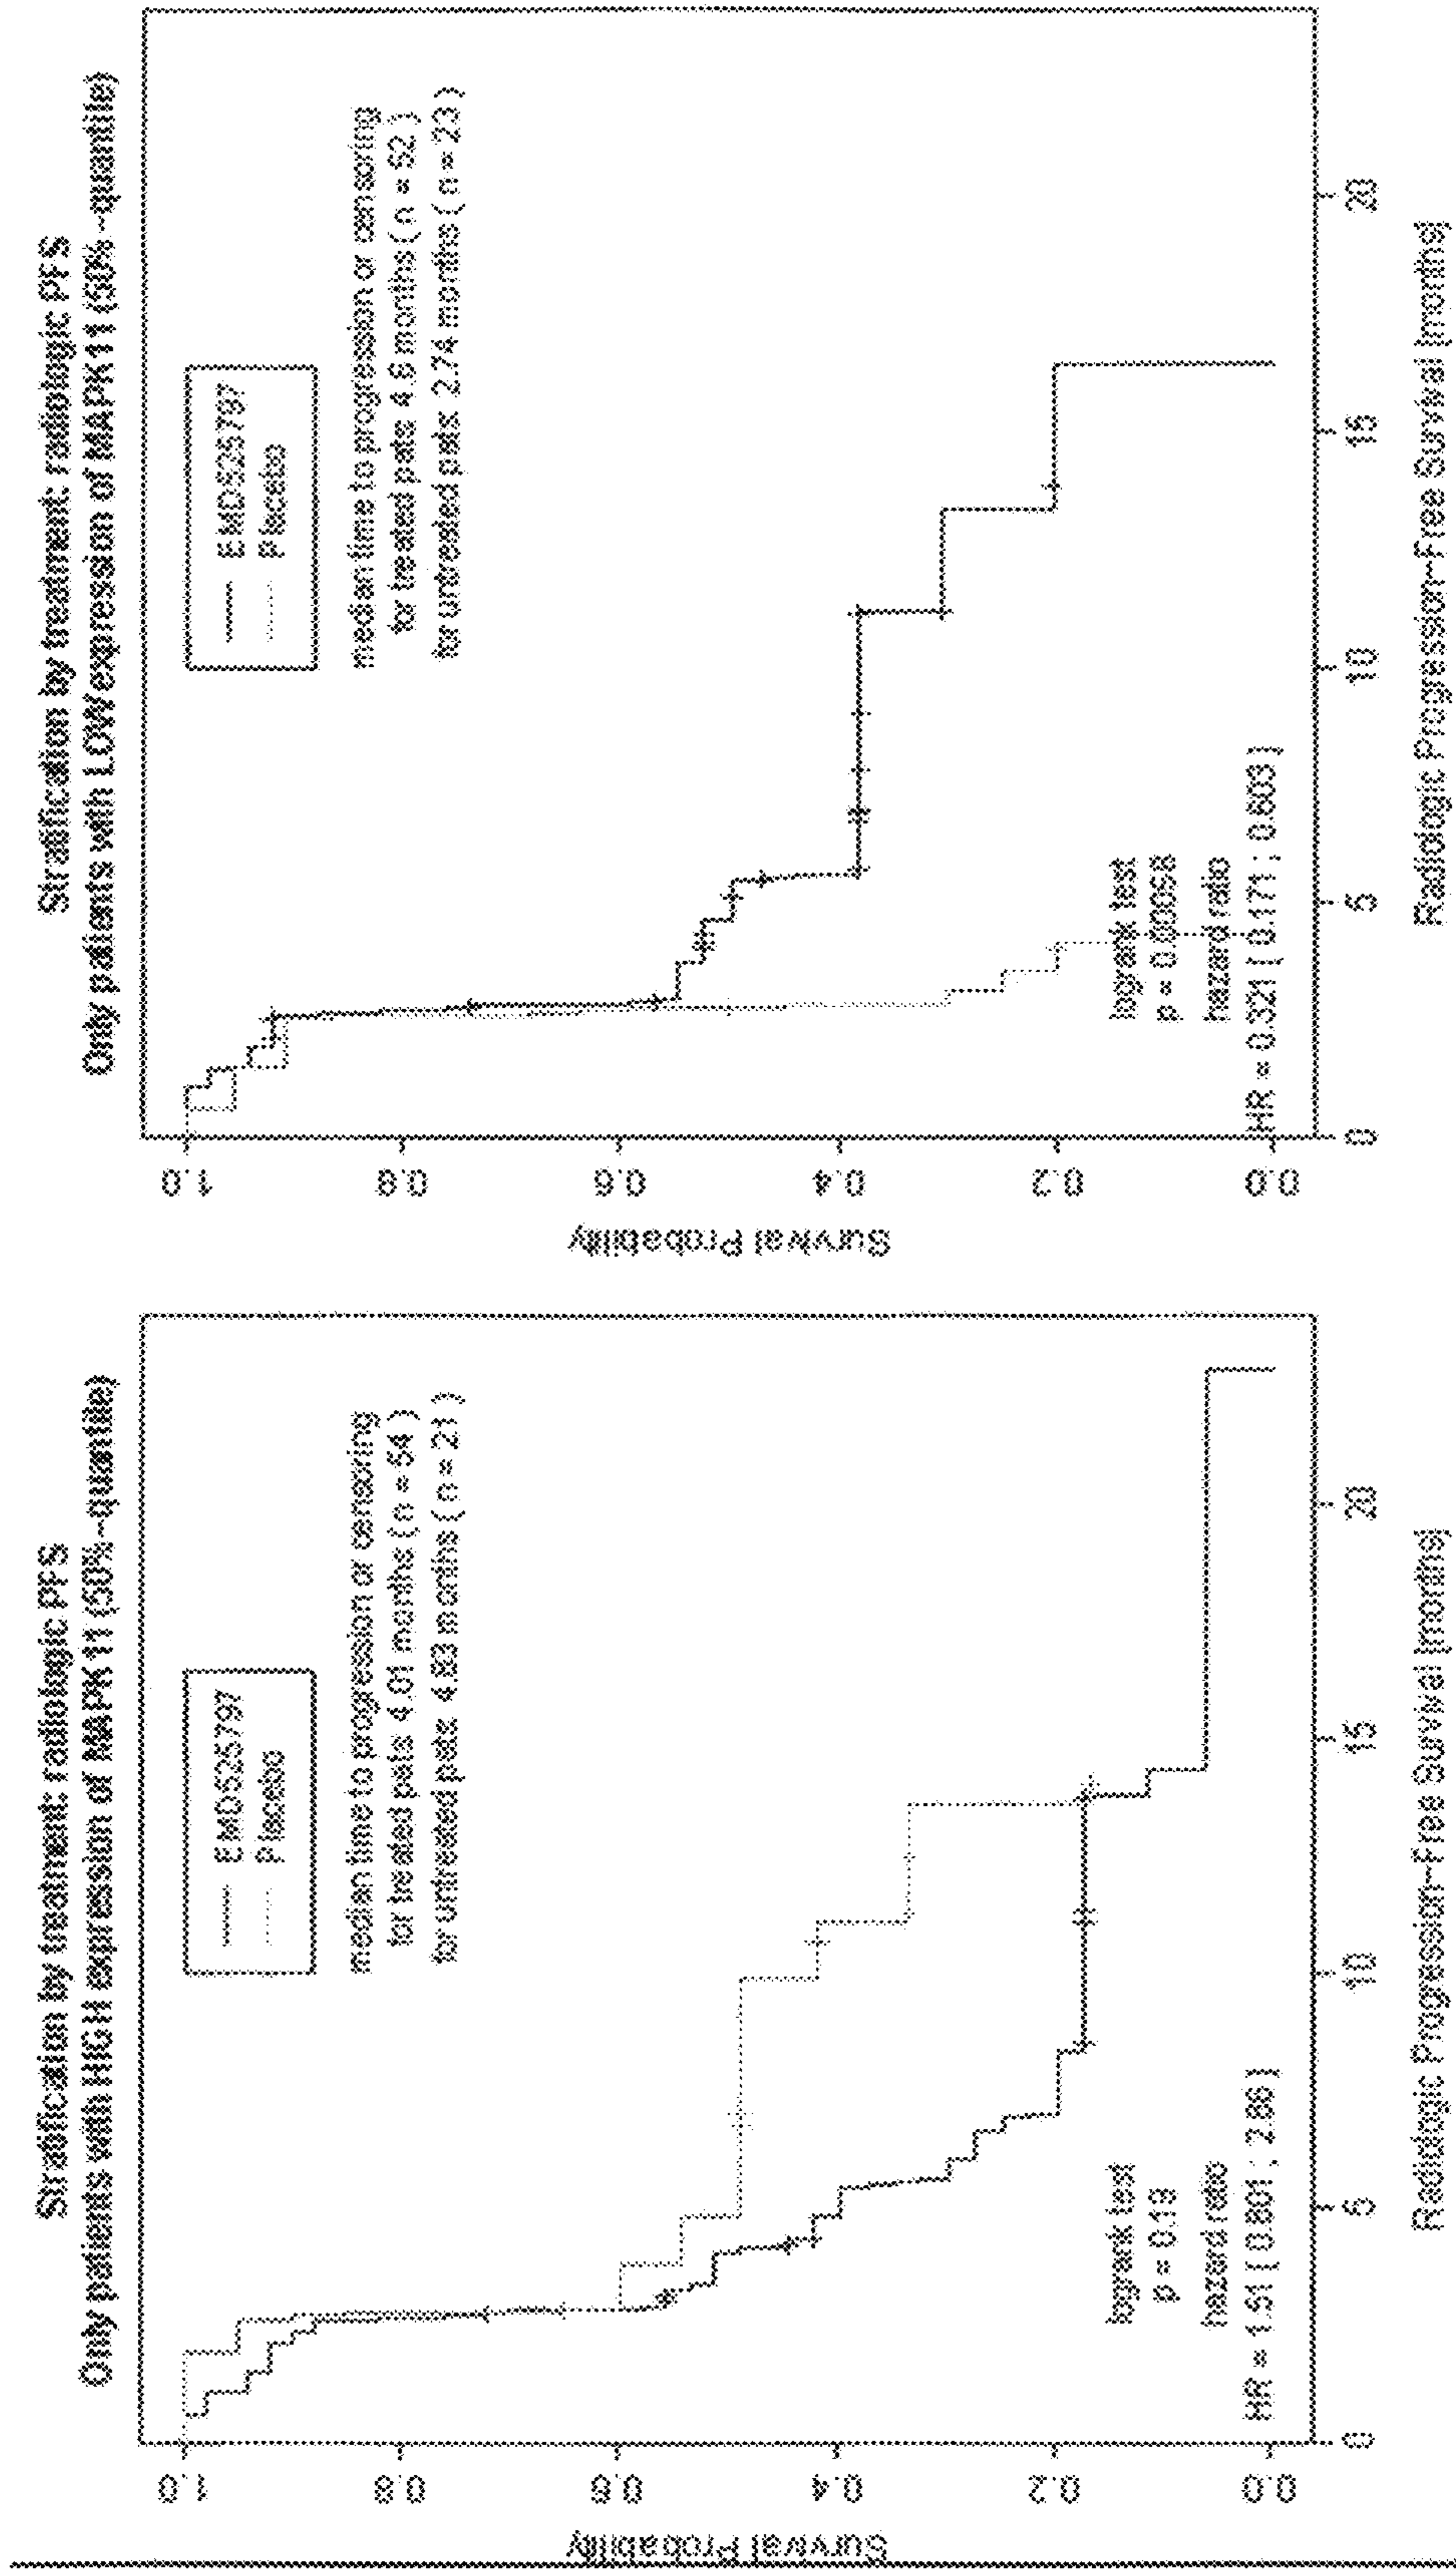 Stratification by treatment: radiologic PFS
Only patients with HIGH expression of MAPK11 (50%-quantile)
EMD525797
Placebo
median time to progression or censoring
for treated pats: 4.01 months ( n = 54 )
for untreated pats: 4.83 months ( n = 21 )
logrank test
p = 0.19
hazard ratio
HR = 1.51 [ 0.801 ; 2.86 ]
Survival Probability
1.0
0.8
0.6
0.4
0.2
0.0
0
5
10
15
20
Radiologic Progression-Free Survival [months]
Stratification by treatment: radiologic PFS
Only patients with LOW expression of MAPK11 (50%-quantile)
EMD525797
Placebo
median time to progression or censoring
for treated pats: 4.6 months ( n = 52 )
for untreated pats: 2.74 months ( n = 23 )
logrank test
p =
hazard ratio
HR = 0.321 [ 0.171 ; 0.603 ]
Survival Probability
1.0
0.8
0.6
0.4
0.2
0.0
0
5
10
15
20
Radiologic Progression-Free Survival [months]